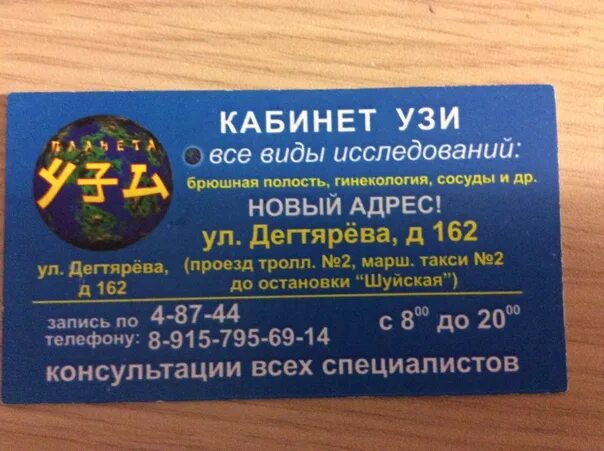 КАБИНЕТ УЗИ
ПЛАНЕТА
УЗИ
все виды исследований:
брюшная полость, гинекология, сосуды и др.
НОВЫЙ АДРЕС!
ул. Дегтярёва, д 162
ул. Дегтярёва,
д 162
(проезд тролл. №2, марш. такси №2
до остановки "Шуйская")
запись по 4-87-44
телефону: 8-915-795-69-14
с 8⁰⁰ до 20⁰⁰
консультации всех специалистов